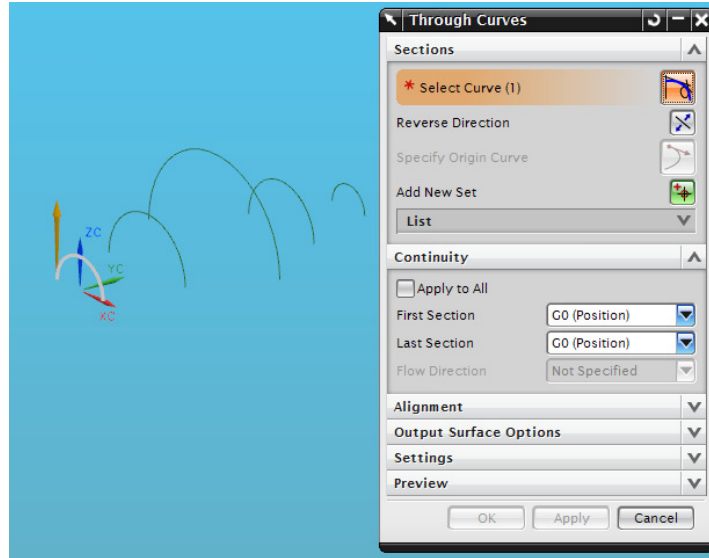 Through Curves
Sections
* Select Curve (1)
Reverse Direction
Specify Origin Curve
Add New Set
List
Continuity
Apply to All
First Section G0 (Position)
Last Section G0 (Position)
Flow Direction Not Specified
Alignment
Output Surface Options
Settings
Preview
OK Apply Cancel
ZC
YC
XC